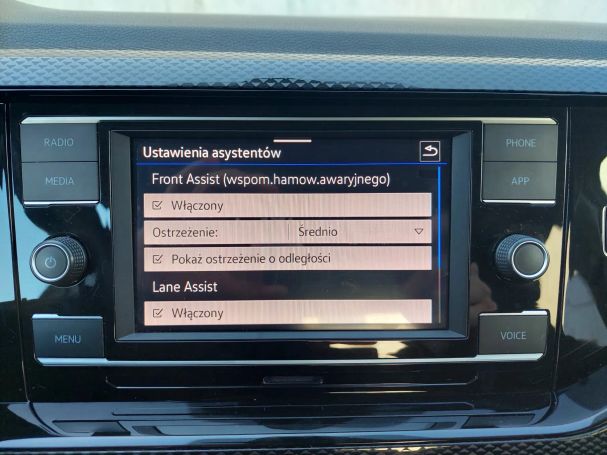 RADIO
MEDIA
MENU
Ustawienia asystentów
Front Assist (wspom.hamow.awaryjnego)
Włączony
Ostrzeżenie: Średnio
Pokaż ostrzeżenie o odległości
Lane Assist
Włączony
PHONE
APP
VOICE